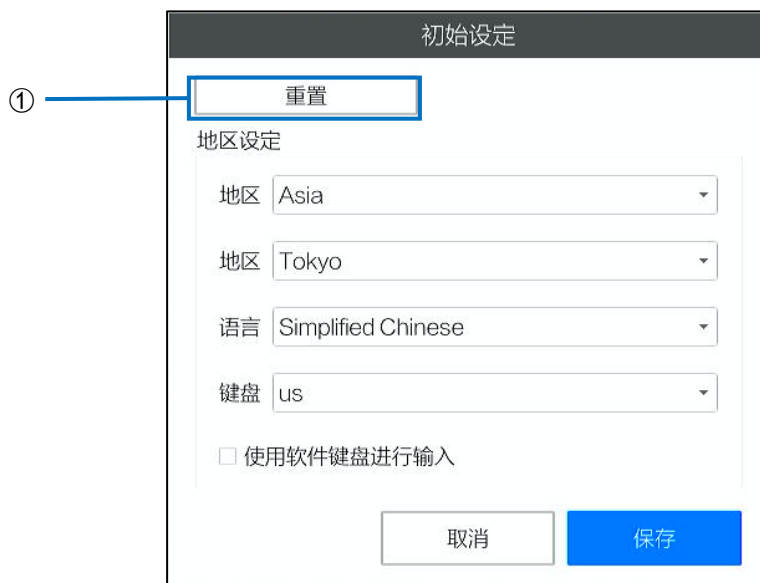 初始设定
① 重置
地区设定
地区 Asia
地区 Tokyo
语言 Simplified Chinese
键盘 us
使用软件键盘进行输入
取消 保存